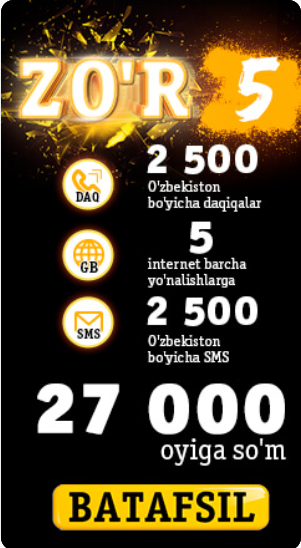 ZO'R 5
2 500
DAQ
O'zbekiston
bo'yicha daqiqalar
5
GB
internet barcha
yo'nalishlarga
2 500
SMS
O'zbekiston
bo'yicha SMS
27 000
oyiga so'm
BATAFSIL